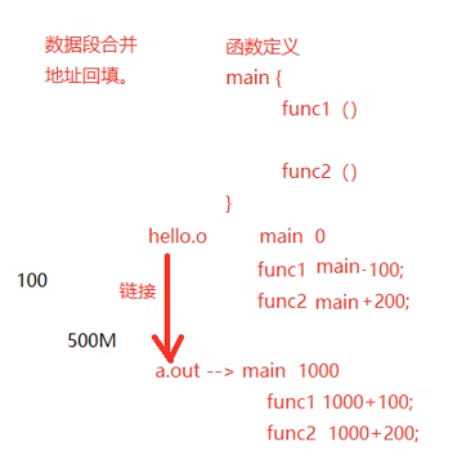 数据段合并
地址回填。
函数定义
main {
func1 ()
func2 ()
}
hello.o main 0
func1 main-100;
func2 main+200;
100
链接
500M
a.out --> main 1000
func1 1000+100;
func2 1000+200;